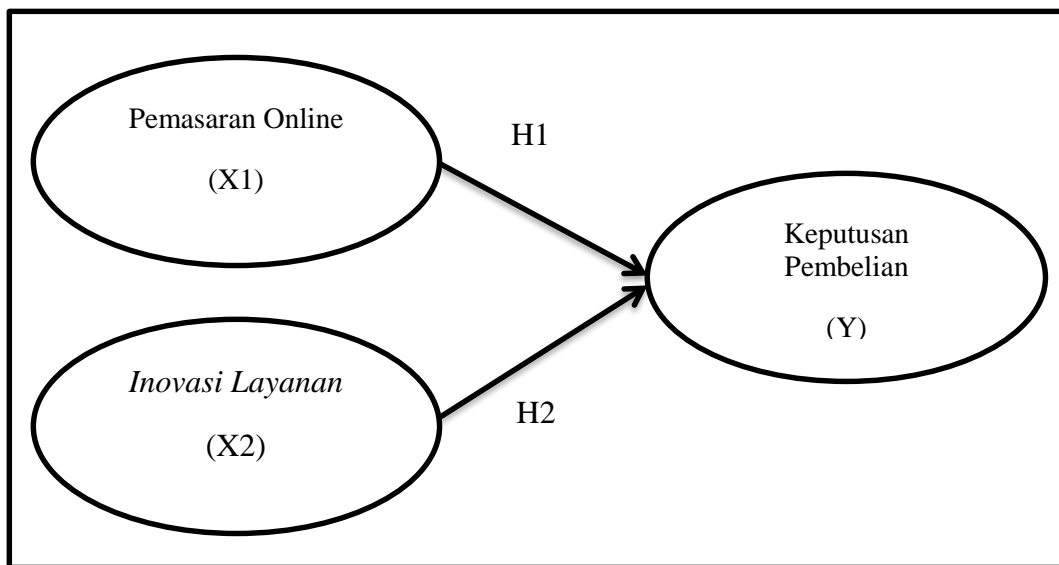 Pemasaran Online
(X1)
H1
Keputusan
Pembelian
(Y)
Inovasi Layanan
(X2)
H2